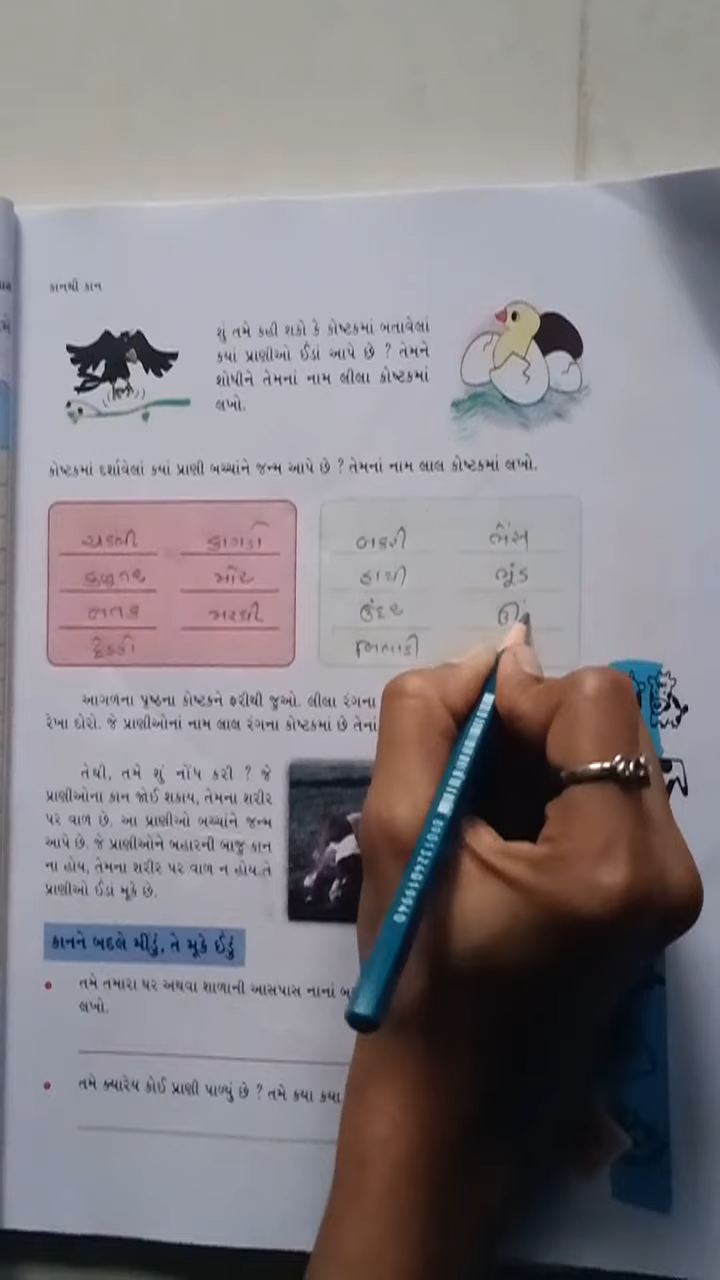 કાનથી કાન
શું તમે કહી શકો કે કોષ્ટકમાં બતાવેલાં
કયાં પ્રાણીઓ ઈંડાં આપે છે ? તેમને
શોધીને તેમનાં નામ લીલા કોષ્ટકમાં
લખો.
કોષ્ટકમાં દર્શાવેલાં કયાં પ્રાણી બચ્ચાંને જન્મ આપે છે ? તેમનાં નામ લાલ કોષ્ટકમાં લખો.
ચકલી કાગડો બકરી ભેંસ
કબુતર મોર હાથી ભૂંડ
બતક મરઘી ઉંદર
દેડકો બિલાડી
આગળના પૃષ્ઠના કોષ્ટકને ફરીથી જુઓ. લીલા રંગના
રેખા દોરો. જે પ્રાણીઓનાં નામ લાલ રંગના કોષ્ટકમાં છે તેનાં
તેથી, તમે શું નોંધ કરી ? જે
પ્રાણીઓના કાન જોઈ શકાય, તેમના શરીર
પર વાળ છે. આ પ્રાણીઓ બચ્ચાંને જન્મ
આપે છે. જે પ્રાણીઓને બહારની બાજુ કાન
ના હોય, તેમના શરીર પર વાળ ન હોય તે
પ્રાણીઓ ઈંડાં મૂકે છે.
કાનને બદલે મીંડું, તે મૂકે ઈંડું
તમે તમારા ઘર અથવા શાળાની આસપાસ નાનાં
લખો.
તમે ક્યારેય કોઈ પ્રાણી પાળ્યું છે ? તમે કયા કયા
0003240199940